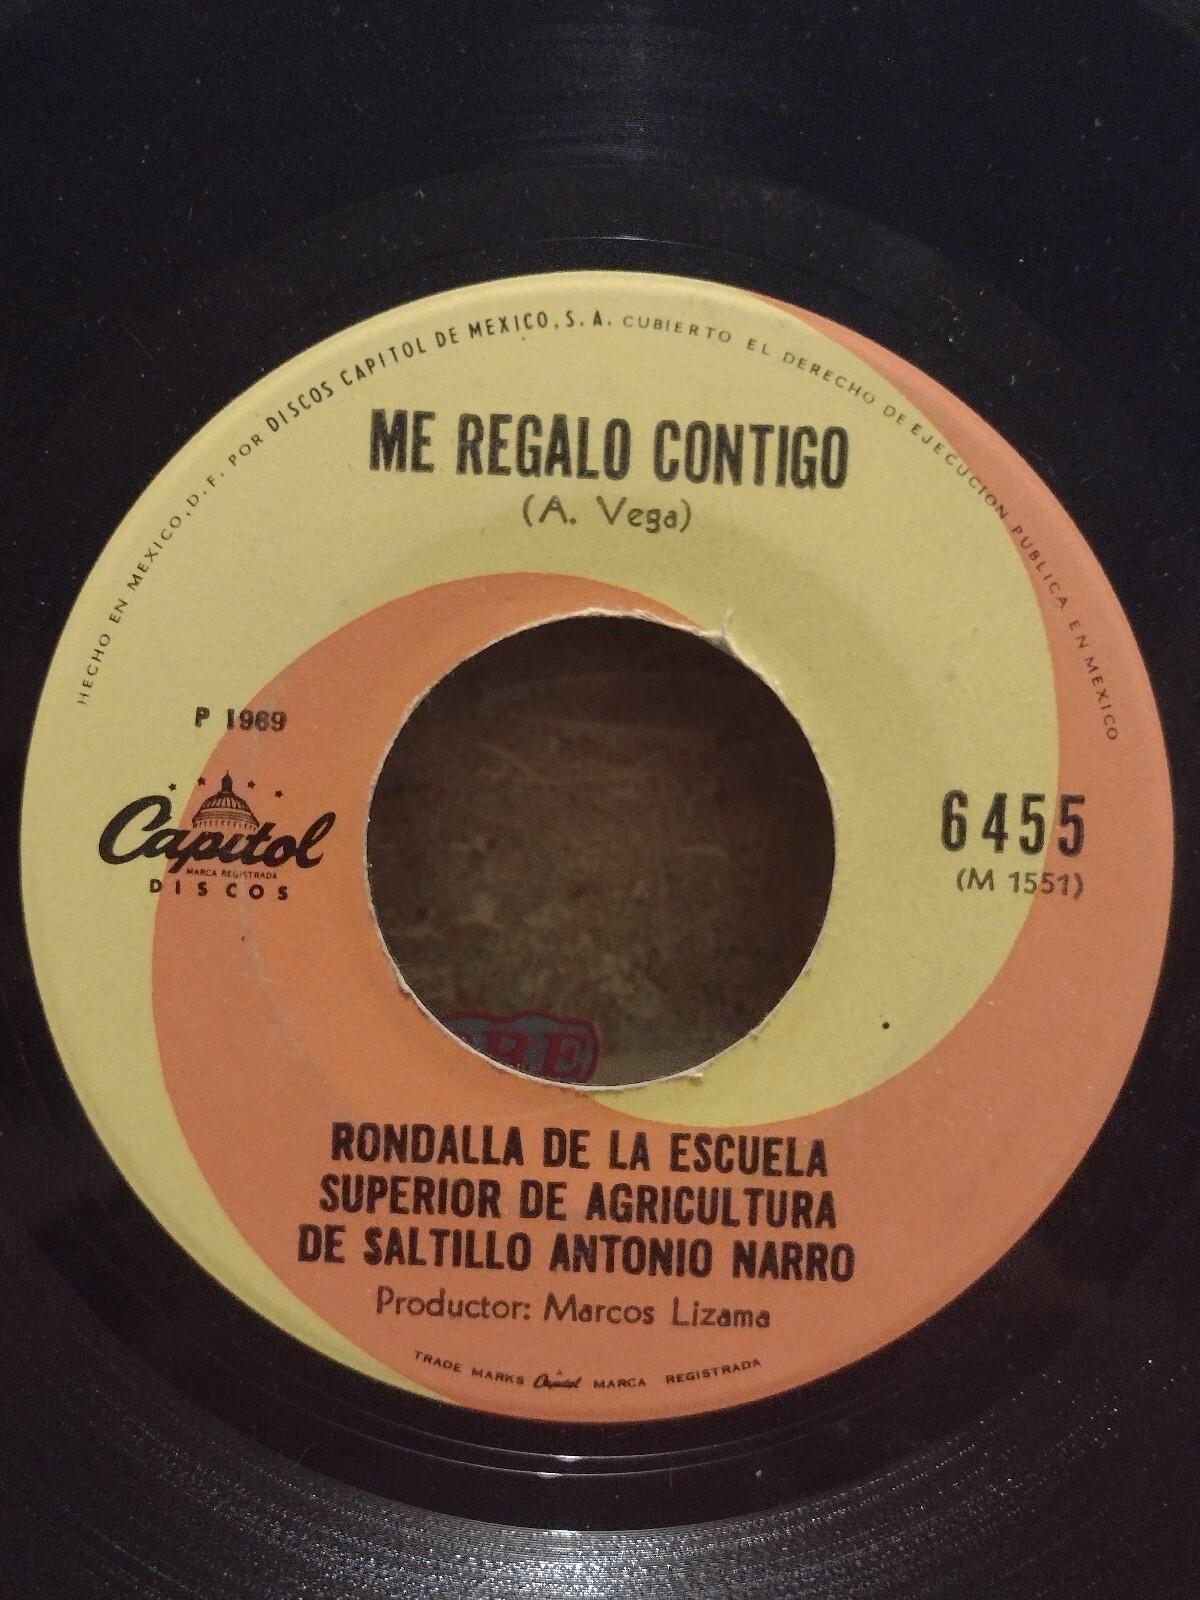 HECHO EN MEXICO, D. F. POR DISCOS CAPITOL DE MEXICO, S. A. CUBIERTO EL DERECHO DE EJECUCION PUBLICA EN MEXICO
ME REGALO CONTIGO
(A. Vega)
P 1969
Capitol
MARCA REGISTRADA
DISCOS
6455
(M 1551)
RONDALLA DE LA ESCUELA
SUPERIOR DE AGRICULTURA
DE SALTILLO ANTONIO NARRO
Productor: Marcos Lizama
TRADE MARKS Capitol MARCA REGISTRADA